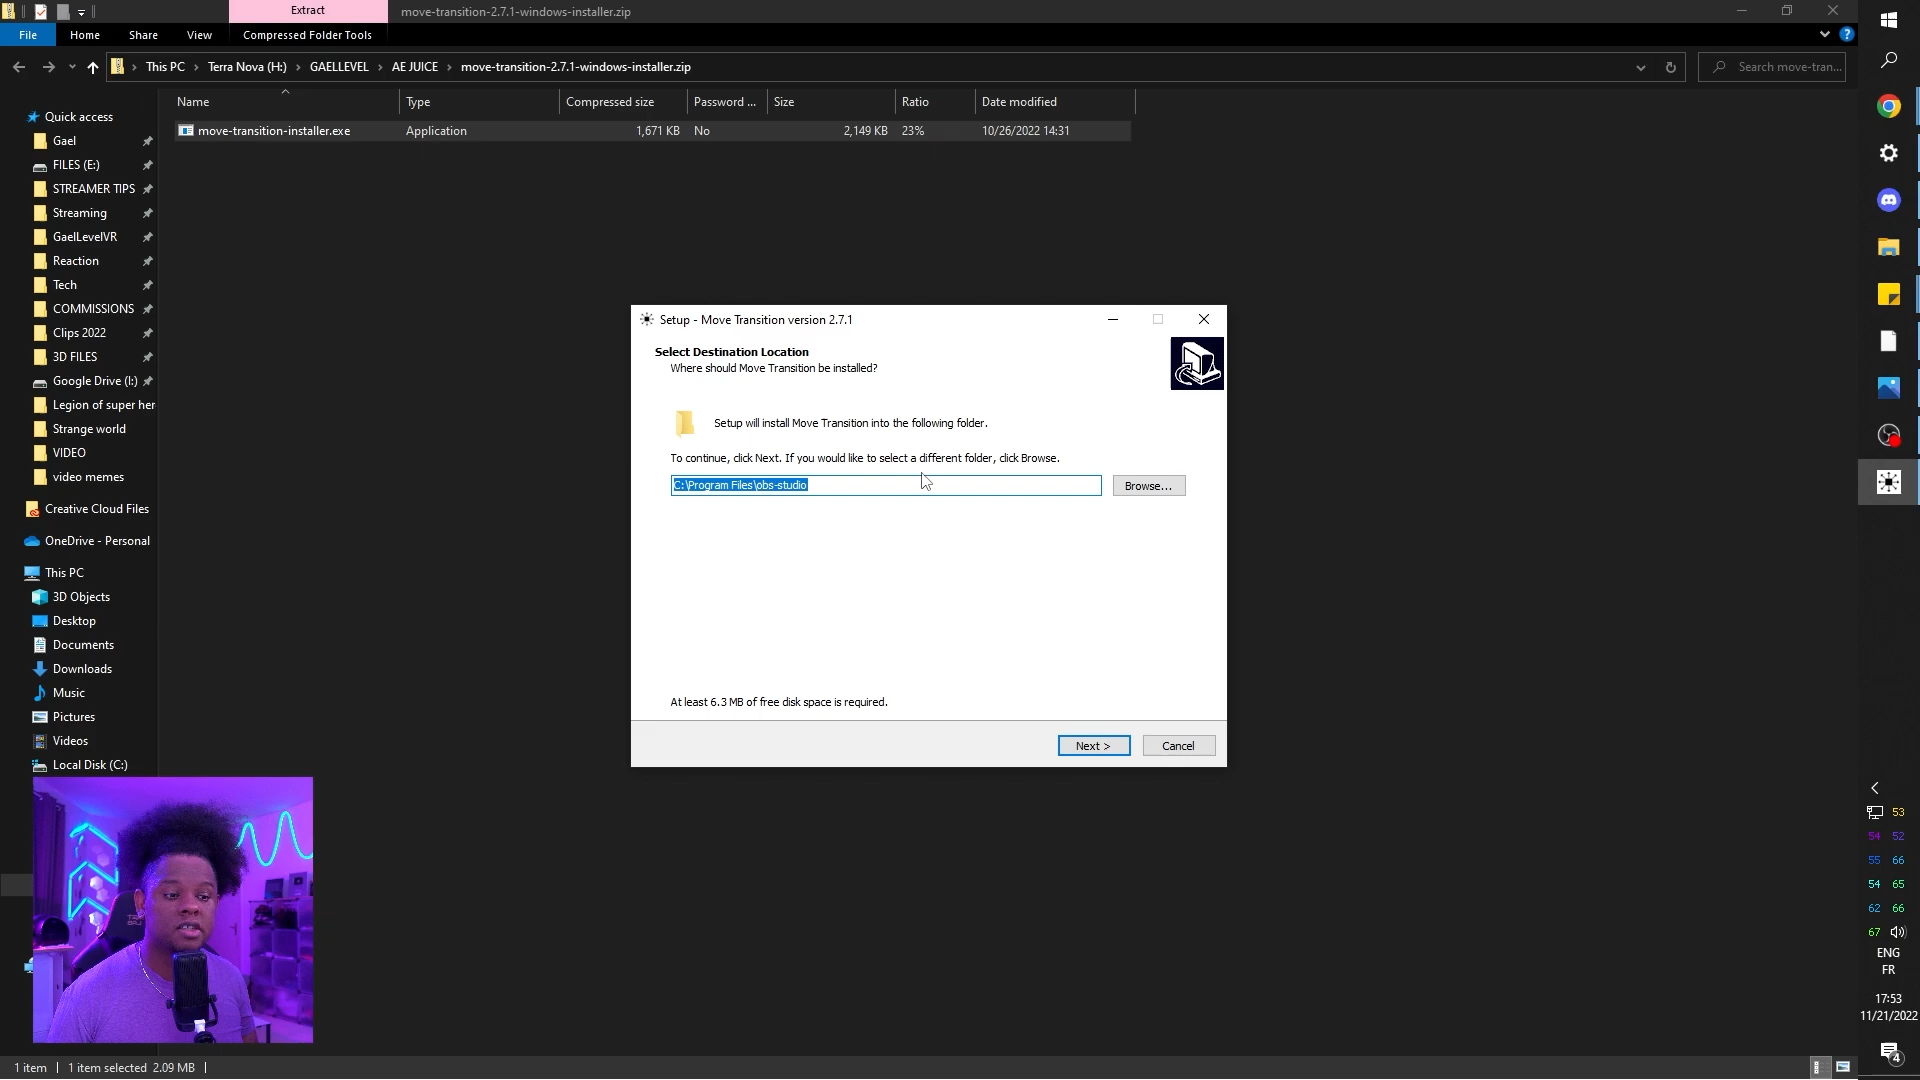 Extract
move-transition-2.7.1-windows-installer.zip
File
Home
Share
View
Compressed Folder Tools
This PC
Terra Nova (H:)
GAELLEVEL
AE JUICE
move-transition-2.7.1-windows-installer.zip
Search move-tran...
Name
Type
Compressed size
Password ...
Size
Ratio
Date modified
move-transition-installer.exe
Application
1,671 KB
No
2,149 KB
23%
10/26/2022 14:31
Quick access
Gael
FILES (E:)
STREAMER TIPS
Streaming
GaelLevelVR
Reaction
Tech
COMMISSIONS
Clips 2022
3D FILES
Google Drive (I:)
Legion of super her
Strange world
VIDEO
video memes
Creative Cloud Files
OneDrive - Personal
This PC
3D Objects
Desktop
Documents
Downloads
Music
Pictures
Videos
Local Disk (C:)
Setup - Move Transition version 2.7.1
Select Destination Location
Where should Move Transition be installed?
Setup will install Move Transition into the following folder.
To continue, click Next. If you would like to select a different folder, click Browse.
C:\Program Files\obs-studio
Browse...
At least 6.3 MB of free disk space is required.
Next >
Cancel
53
54 52
55 66
54 65
62 66
67
ENG
FR
17:53
11/21/2022
4
1 item
1 item selected 2.09 MB